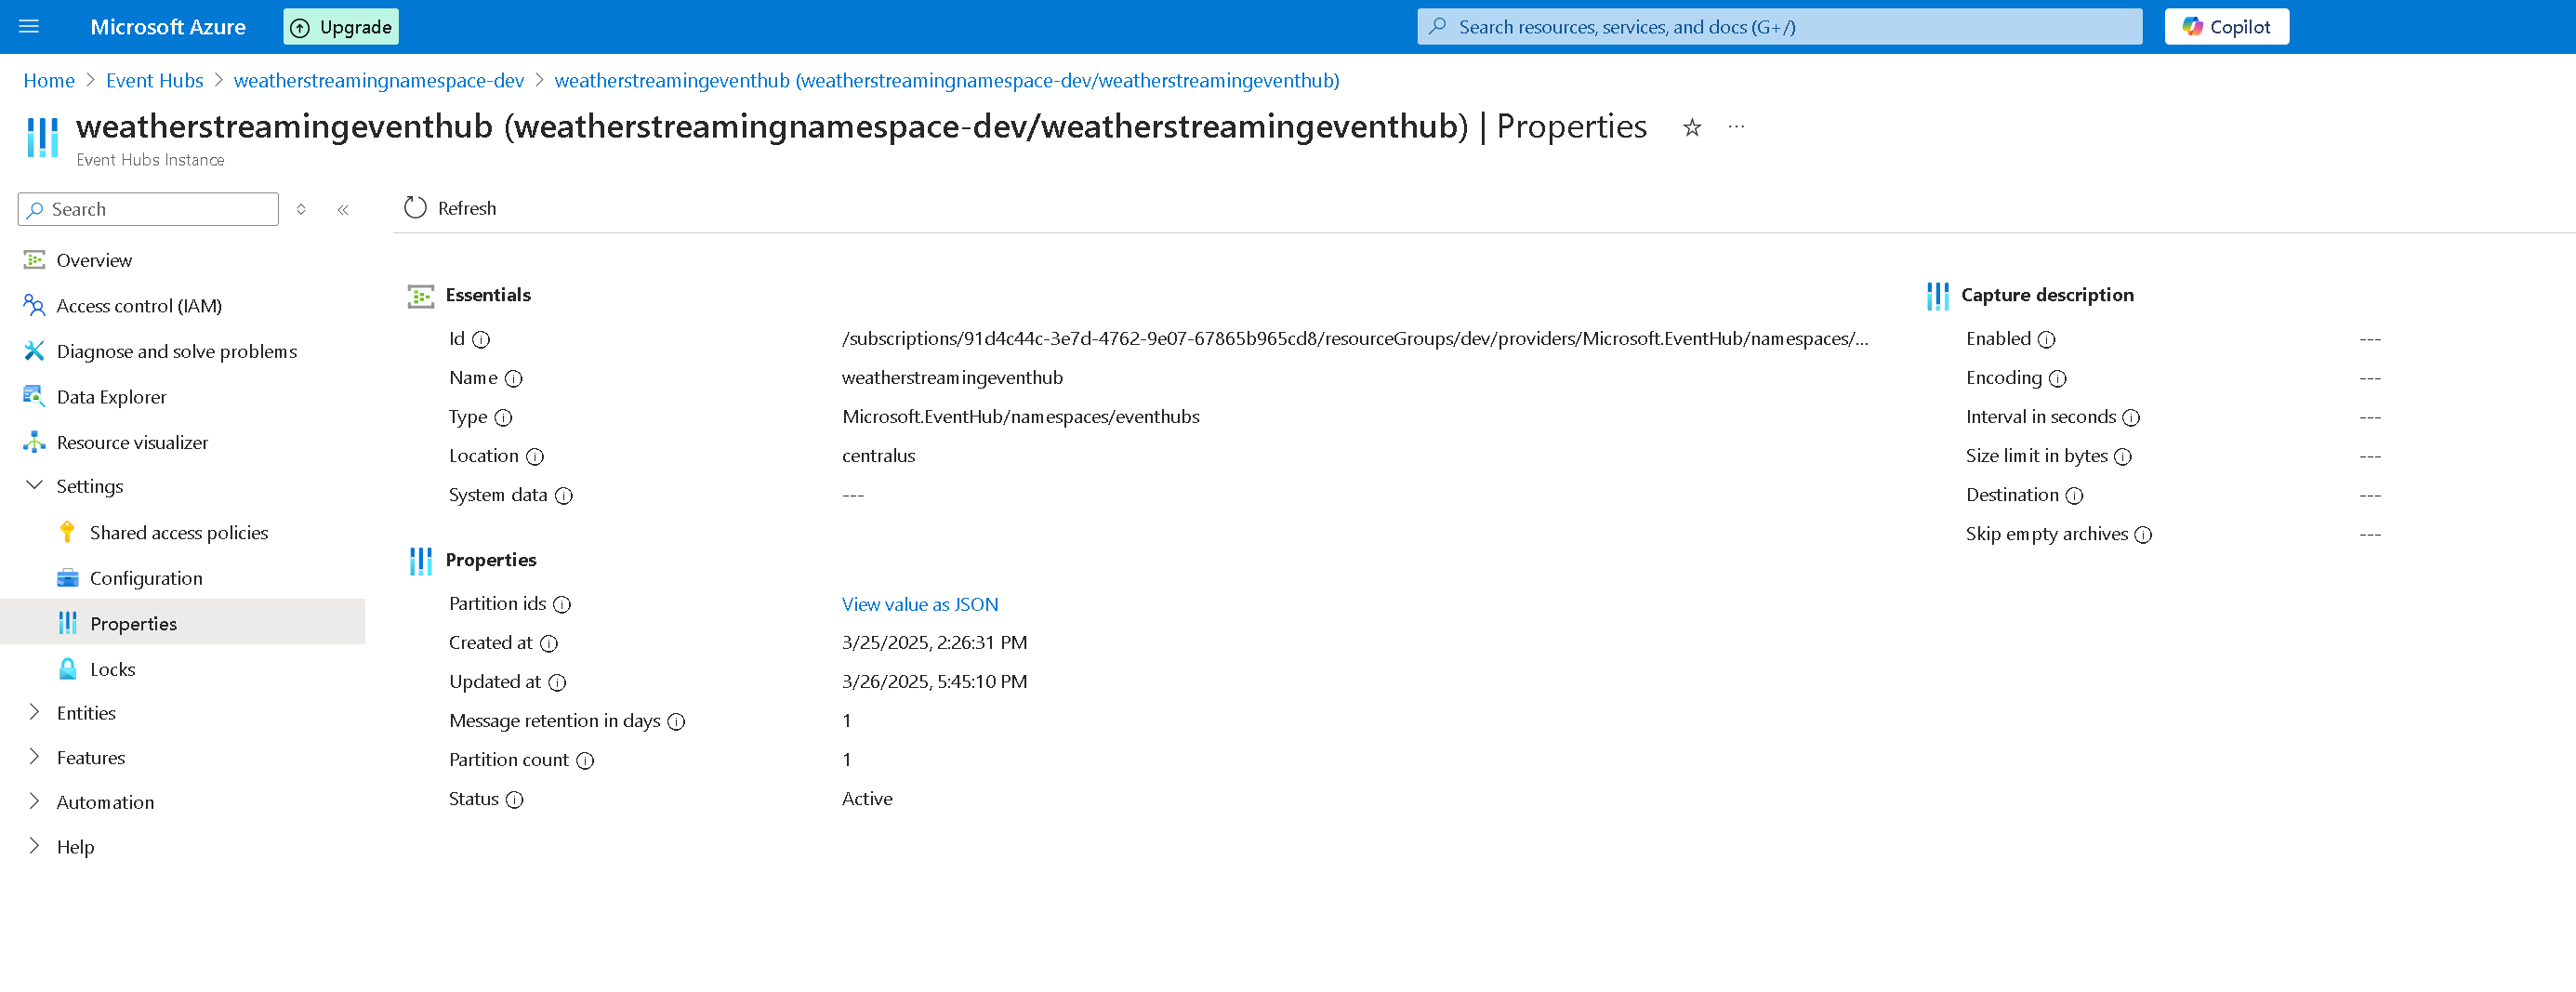 Microsoft Azure
Upgrade
Search resources, services, and docs (G+/)
Copilot
Home > Event Hubs > weatherstreamingnamespace-dev > weatherstreamingeventhub (weatherstreamingnamespace-dev/weatherstreamingeventhub)
weatherstreamingeventhub (weatherstreamingnamespace-dev/weatherstreamingeventhub) | Properties
Event Hubs Instance
Search
Overview
Access control (IAM)
Diagnose and solve problems
Data Explorer
Resource visualizer
Settings
Shared access policies
Configuration
Properties
Locks
Entities
Features
Automation
Help
Refresh
Essentials
Id /subscriptions/91d4c44c-3e7d-4762-9e07-67865b965cd8/resourceGroups/dev/providers/Microsoft.EventHub/namespaces/...
Name weatherstreamingeventhub
Type Microsoft.EventHub/namespaces/eventhubs
Location centralus
System data ---
Properties
Partition ids View value as JSON
Created at 3/25/2025, 2:26:31 PM
Updated at 3/26/2025, 5:45:10 PM
Message retention in days 1
Partition count 1
Status Active
Capture description
Enabled ---
Encoding ---
Interval in seconds ---
Size limit in bytes ---
Destination ---
Skip empty archives ---